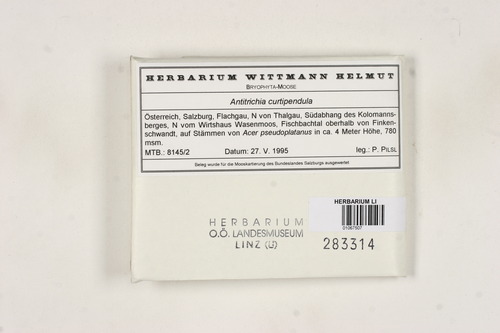 HERBARIUM WITTMANN HELMUT
BRYOPHYTA-MOOSE
Antitrichia curtipendula
Österreich, Salzburg, Flachgau, N von Thalgau, Südabhang des Kolomanns-
berges, N vom Wirtshaus Wasenmoos, Fischbachtal oberhalb von Finken-
schwandt, auf Stämmen von Acer pseudoplatanus in ca. 4 Meter Höhe, 780
msm.
MTB.: 8145/2 Datum: 27. V. 1995 leg.: P. PILSL
Beleg wurde für die Mooskartierung des Bundeslandes Salzburgs ausgewertet
HERBARIUM LI
01067507
HERBARIUM
O.Ö. LANDESMUSEUM
LINZ (LI)
283314